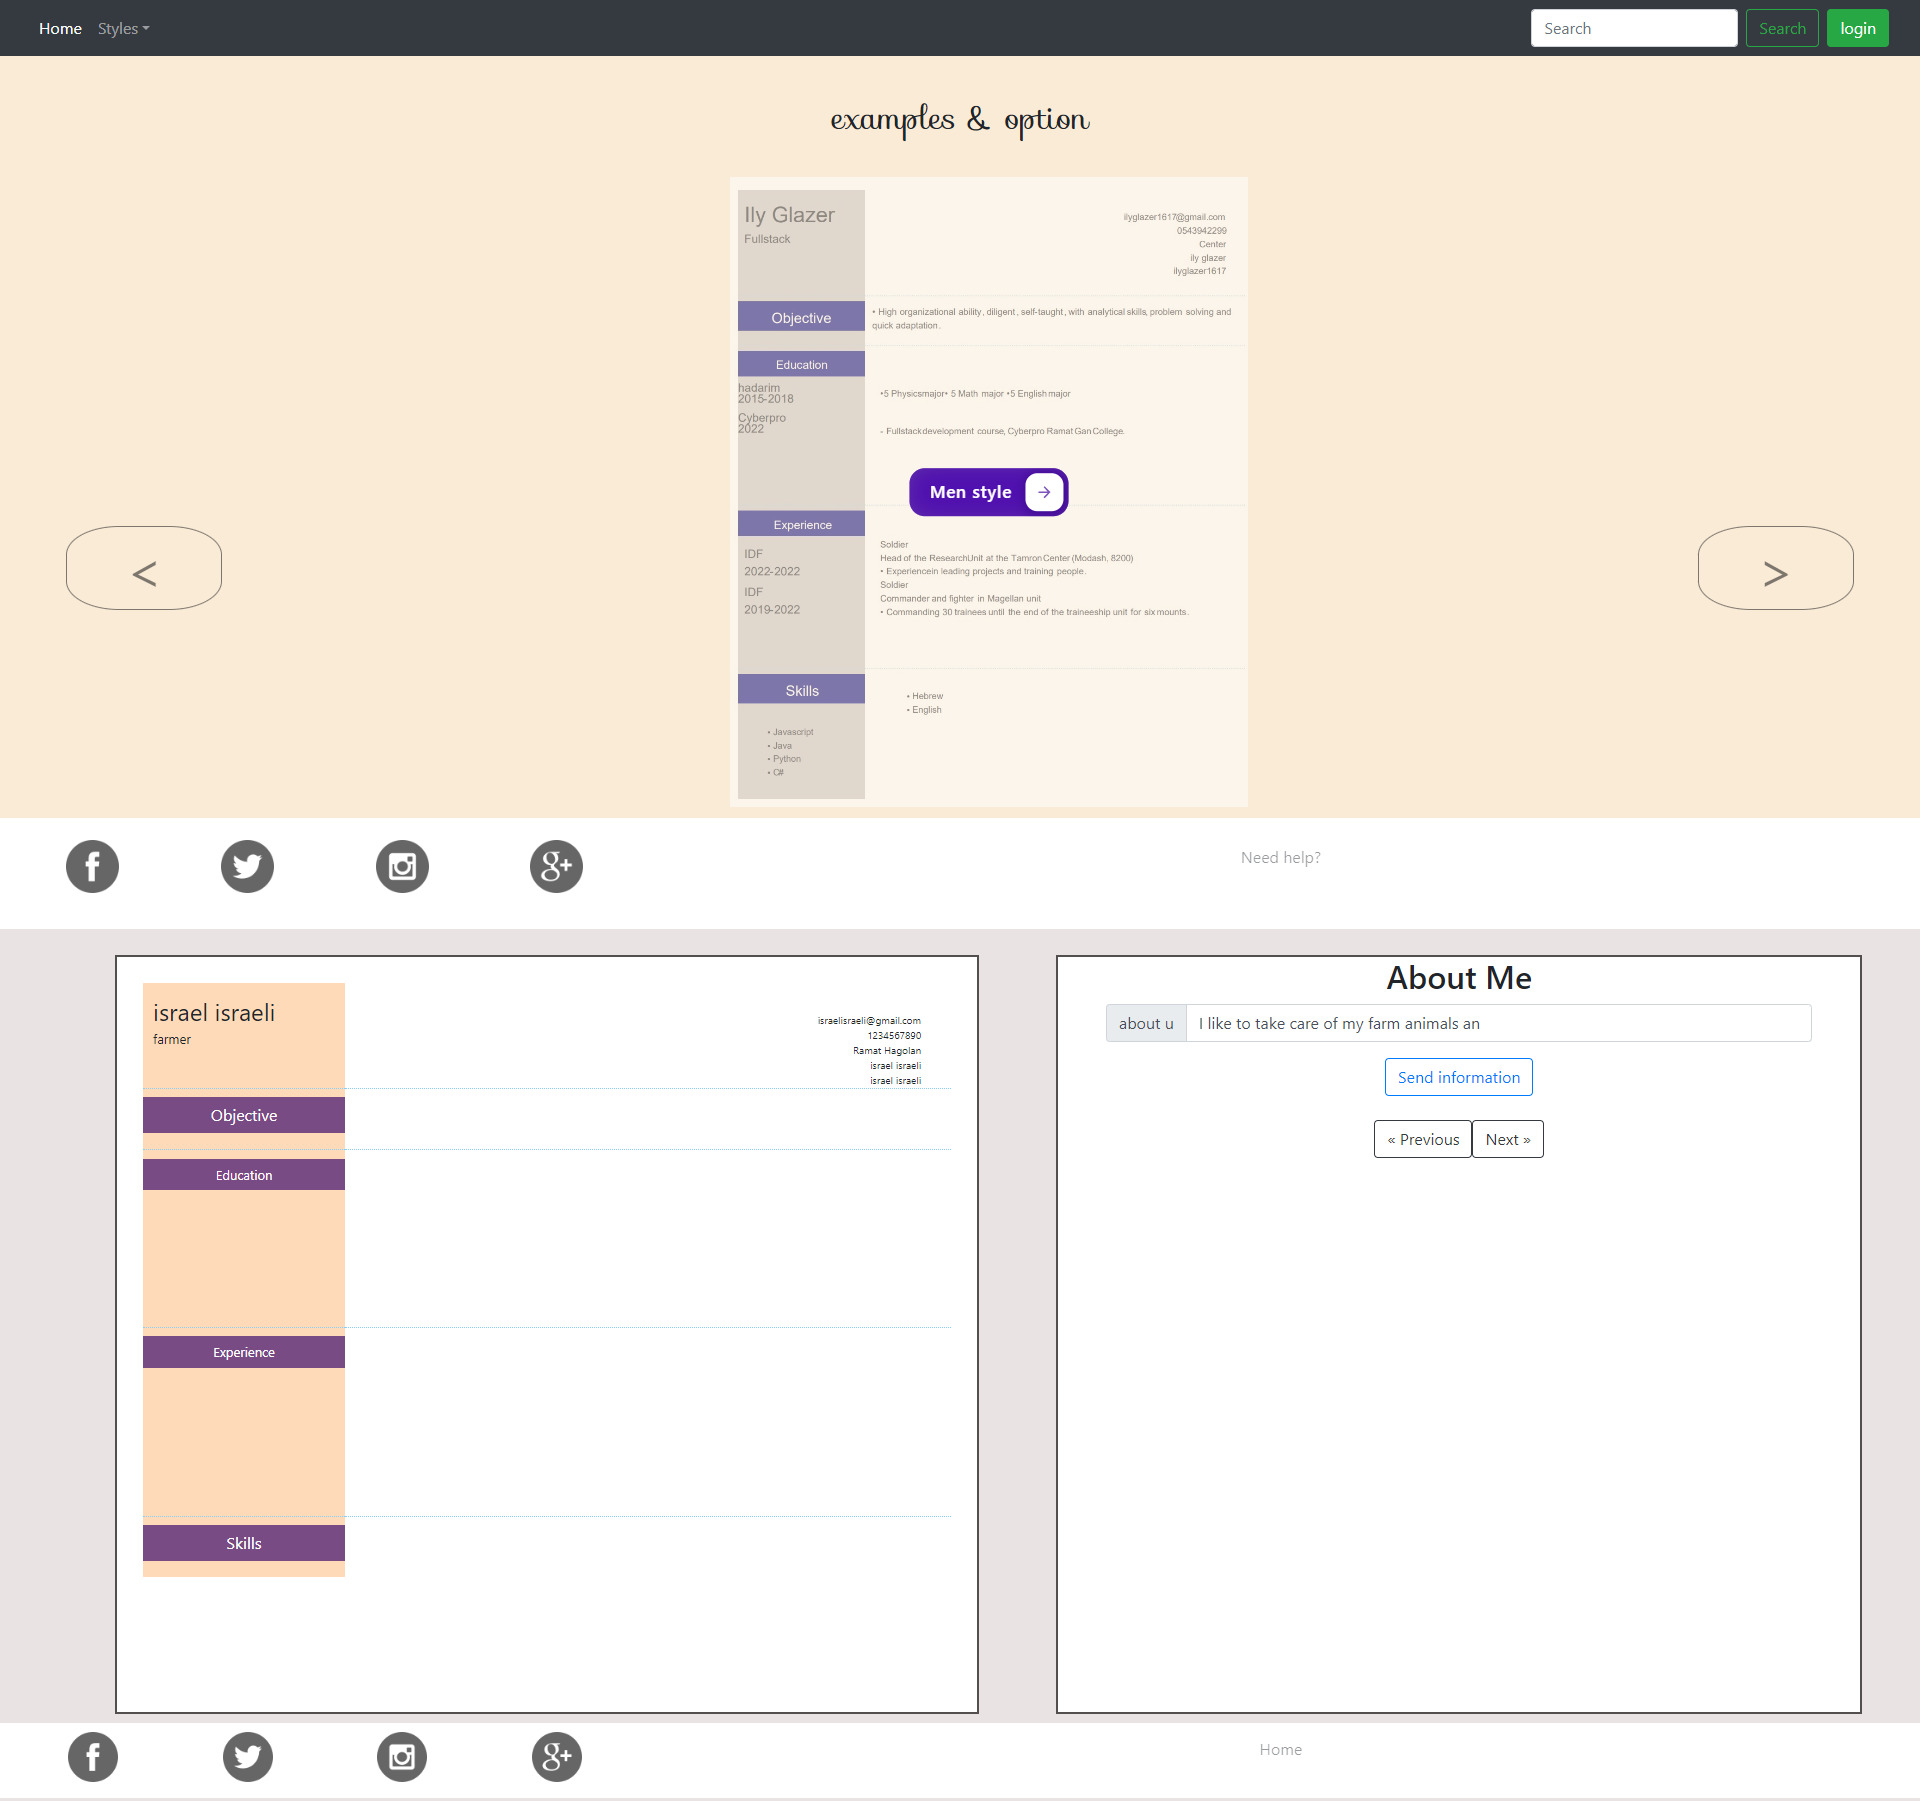 Home Styles Search Search login
examples & option
Ily Glazer
Fullstack
ilyglazer1617@gmail.com
0543942299
Center
ily glazer
ilyglazer1617
Objective
• High organizational ability, diligent, self-taught, with analytical skills, problem solving and
quick adaptation.
Education
hadarim
2015-2018
•5 Physicsmajor• 5 Math major •5 English major
Cyberpro
2022
- Fullstack development course, Cyberpro Ramat Gan College.
Men style →
Experience
IDF
2022-2022
IDF
2019-2022
Soldier
Head of the ResearchUnit at the Tamron Center (Modash, 8200)
• Experiencein leading projects and training people.
Soldier
Commander and fighter in Magellan unit
• Commanding 30 trainees until the end of the traineeship unit for six mounts.
< >
Skills
• Javascript
• Java
• Python
• C#
• Hebrew
• English
Need help?
israel israeli
farmer
israelisraeli@gmail.com
1234567890
Ramat Hagolan
israel israeli
israel israeli
Objective
Education
Experience
Skills
About Me
about u I like to take care of my farm animals an
Send information
« Previous Next »
Home